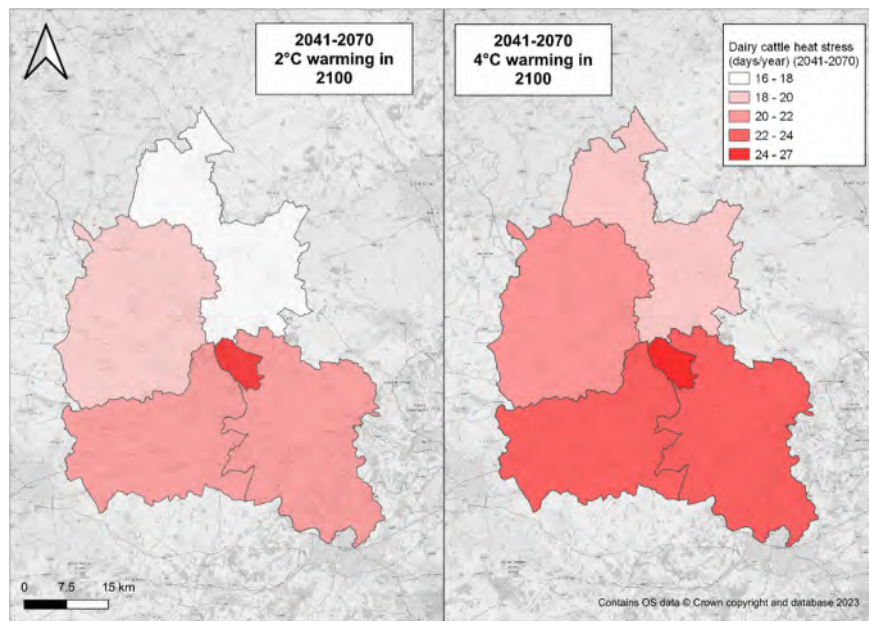 2041-2070
2°C warming in
2100
2041-2070
4°C warming in
2100
Dairy cattle heat stress
(days/year) (2041-2070)
16 - 18
18 - 20
20 - 22
22 - 24
24 - 27
0 7.5 15 km
Contains OS data © Crown copyright and database 2023